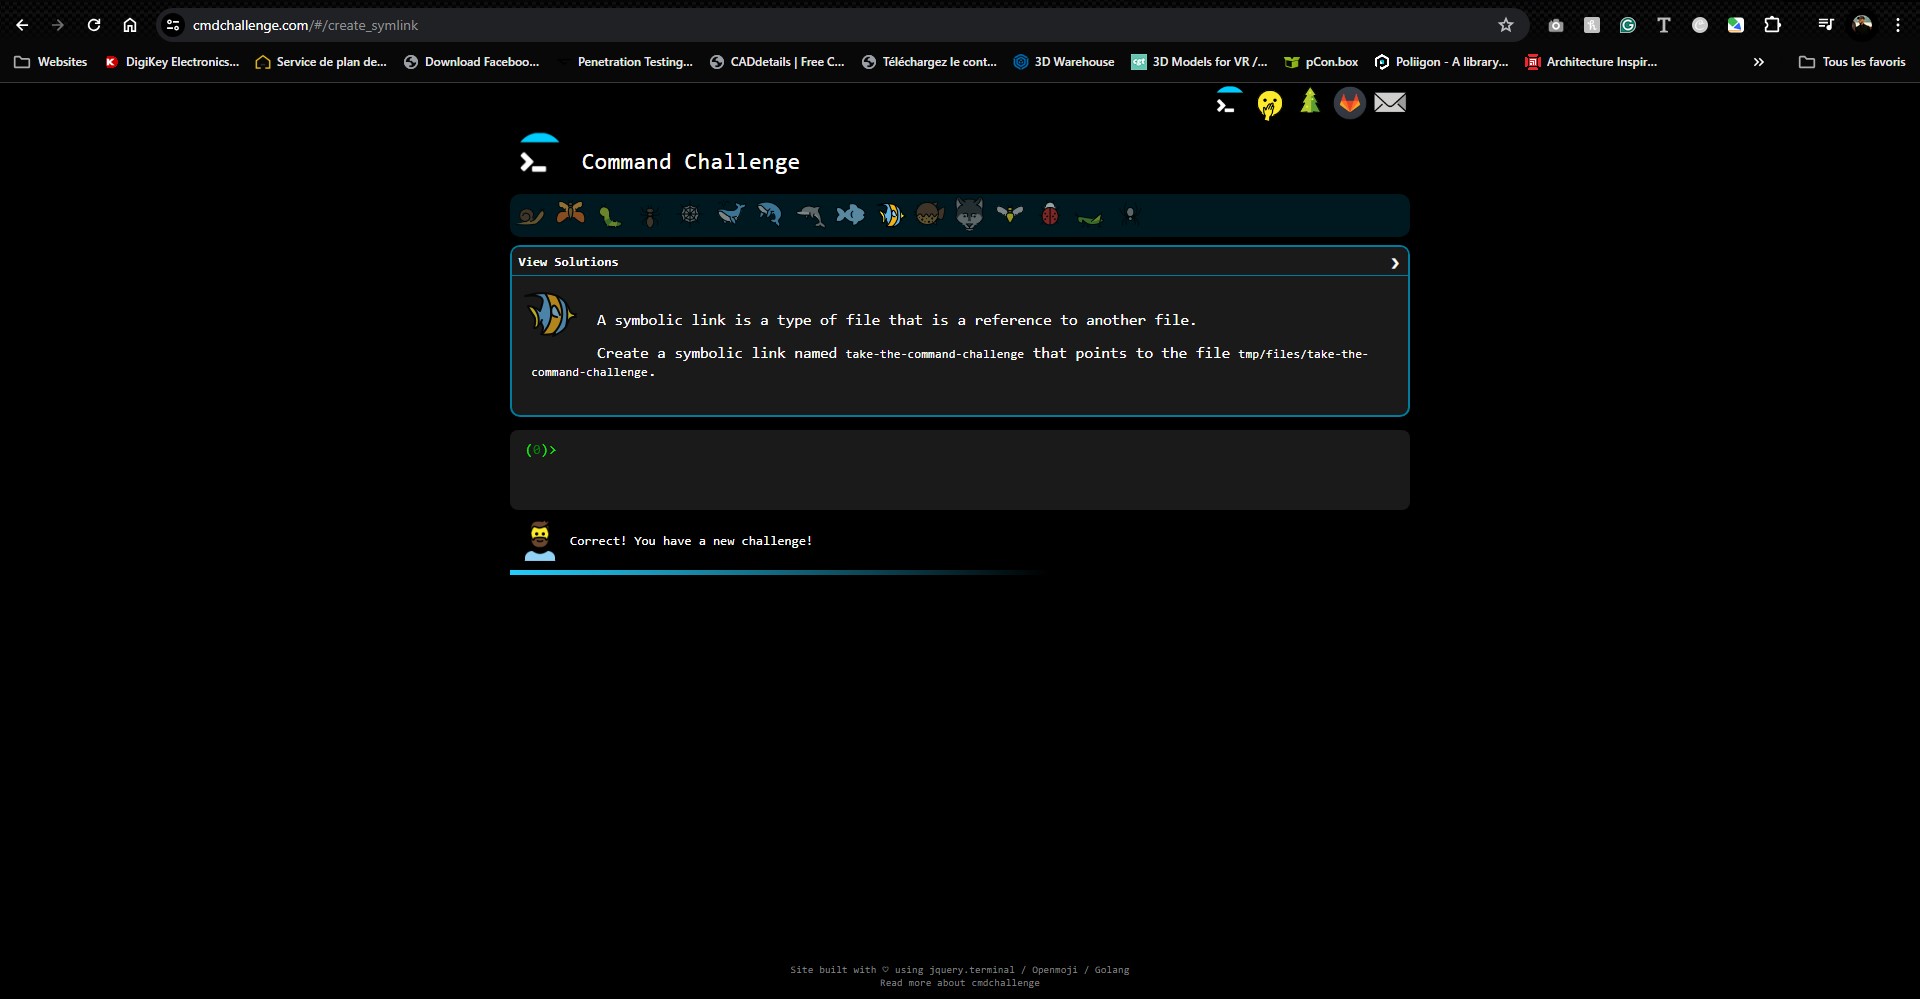 cmdchallenge.com/#/create_symlink
Websites DigiKey Electronics... Service de plan de... Download Faceboo... Penetration Testing... CADdetails | Free C... Téléchargez le cont... 3D Warehouse 3D Models for VR /... pCon.box Poliigon - A library... Architecture Inspir... Tous les favoris
Command Challenge
View Solutions
A symbolic link is a type of file that is a reference to another file.
Create a symbolic link named take-the-command-challenge that points to the file tmp/files/take-the-
command-challenge.
(0)>
Correct! You have a new challenge!
Site built with ♡ using jquery.terminal / Openmoji / Golang
Read more about cmdchallenge